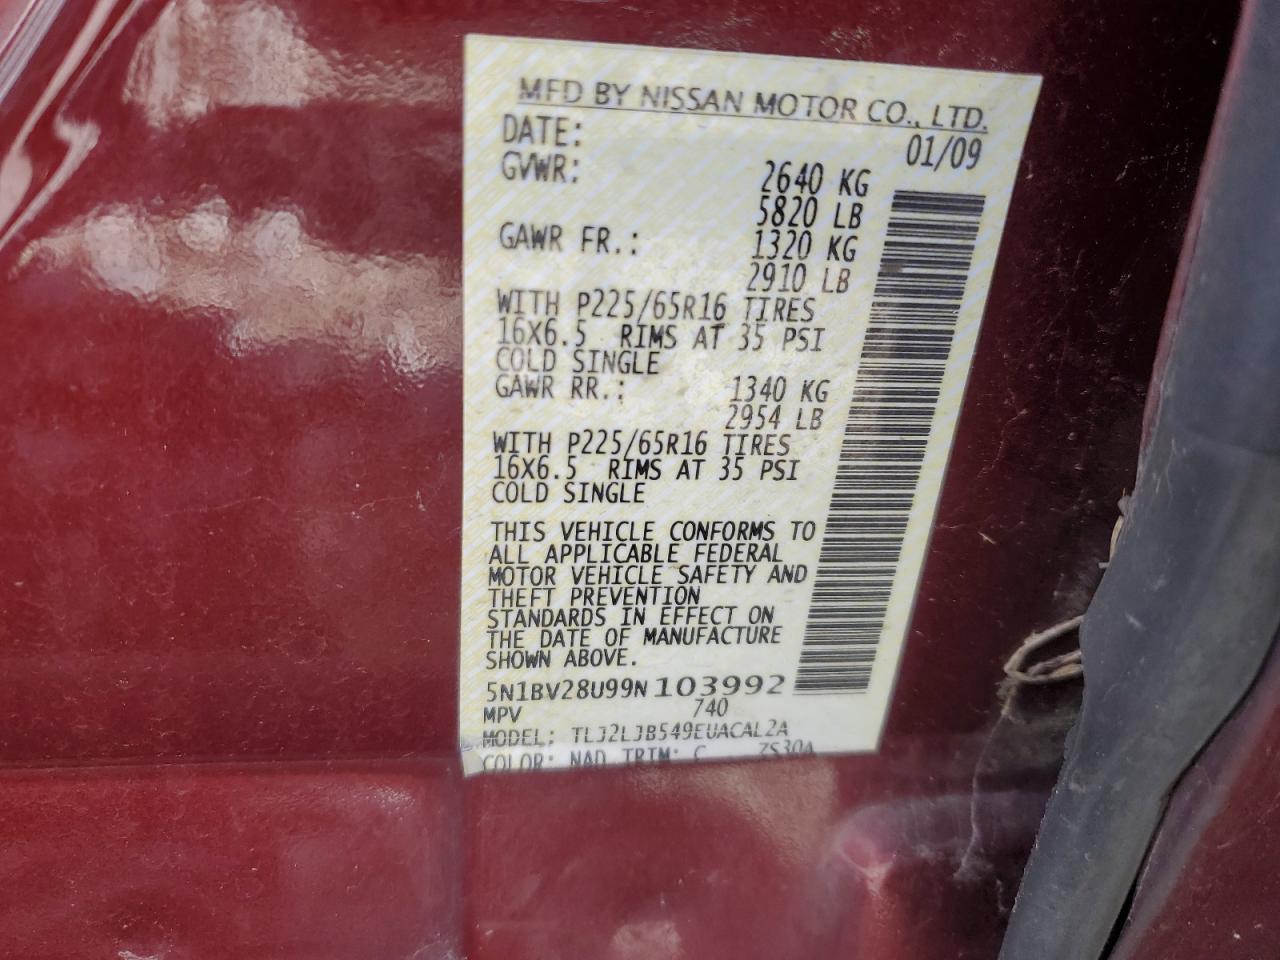 MFD BY NISSAN MOTOR CO., LTD.
DATE: 01/09
GVWR: 2640 KG
5820 LB
GAWR FR.: 1320 KG
2910 LB
WITH P225/65R16 TIRES
16X6.5 RIMS AT 35 PSI
COLD SINGLE
GAWR RR.: 1340 KG
2954 LB
WITH P225/65R16 TIRES
16X6.5 RIMS AT 35 PSI
COLD SINGLE
THIS VEHICLE CONFORMS TO
ALL APPLICABLE FEDERAL
MOTOR VEHICLE SAFETY AND
THEFT PREVENTION
STANDARDS IN EFFECT ON
THE DATE OF MANUFACTURE
SHOWN ABOVE.
5N1BV28U99N103992
MPV 740
MODEL: TLJ2LJB549EUACAL2A
COLOR: NAD TRIM: C ZS30A